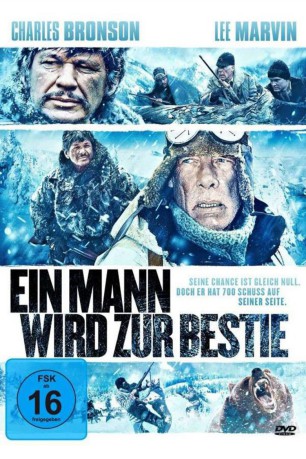 CHARLES BRONSON
LEE MARVIN
SEINE CHANCE IST GLEICH NULL.
DOCH ER HAT 700 SCHUSS AUF
SEINER SEITE.
EIN MANN
WIRD ZUR BESTIE
FSK
ab
16
DVD